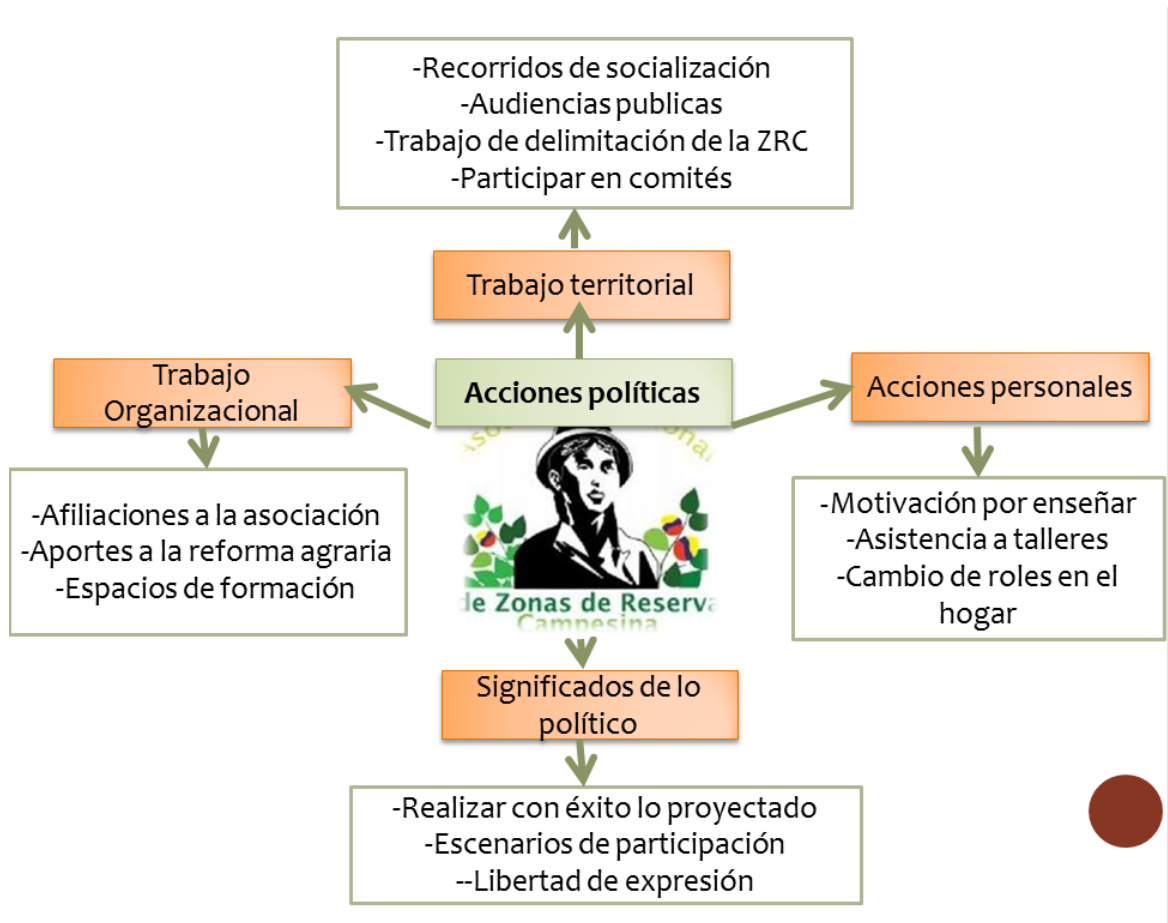 -Recorridos de socialización
-Audiencias publicas
-Trabajo de delimitación de la ZRC
-Participar en comités
Trabajo territorial
Trabajo
Organizacional
Acciones políticas
Acciones personales
-Afiliaciones a la asociación
-Aportes a la reforma agraria
-Espacios de formación
de Zonas de Reserva
Campesina
-Motivación por enseñar
-Asistencia a talleres
-Cambio de roles en el
hogar
Significados de lo
político
-Realizar con éxito lo proyectado
-Escenarios de participación
--Libertad de expresión